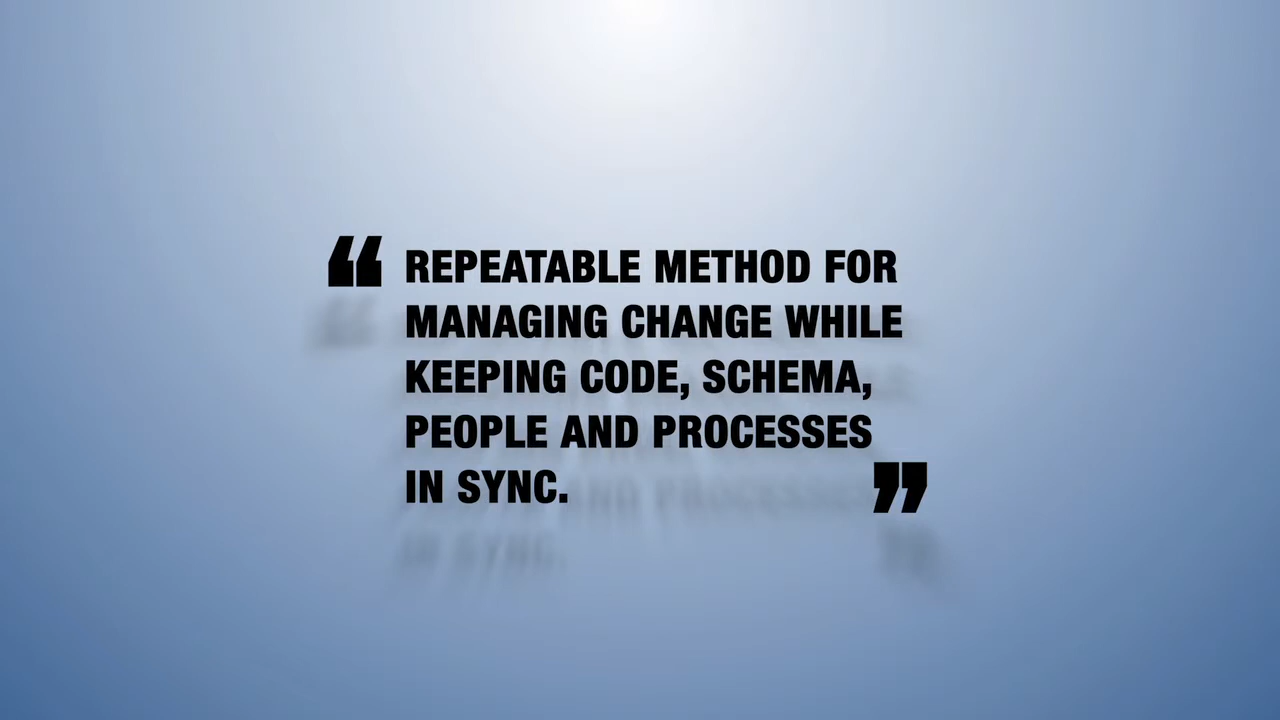 “ REPEATABLE METHOD FOR
MANAGING CHANGE WHILE
KEEPING CODE, SCHEMA,
PEOPLE AND PROCESSES
IN SYNC. ”